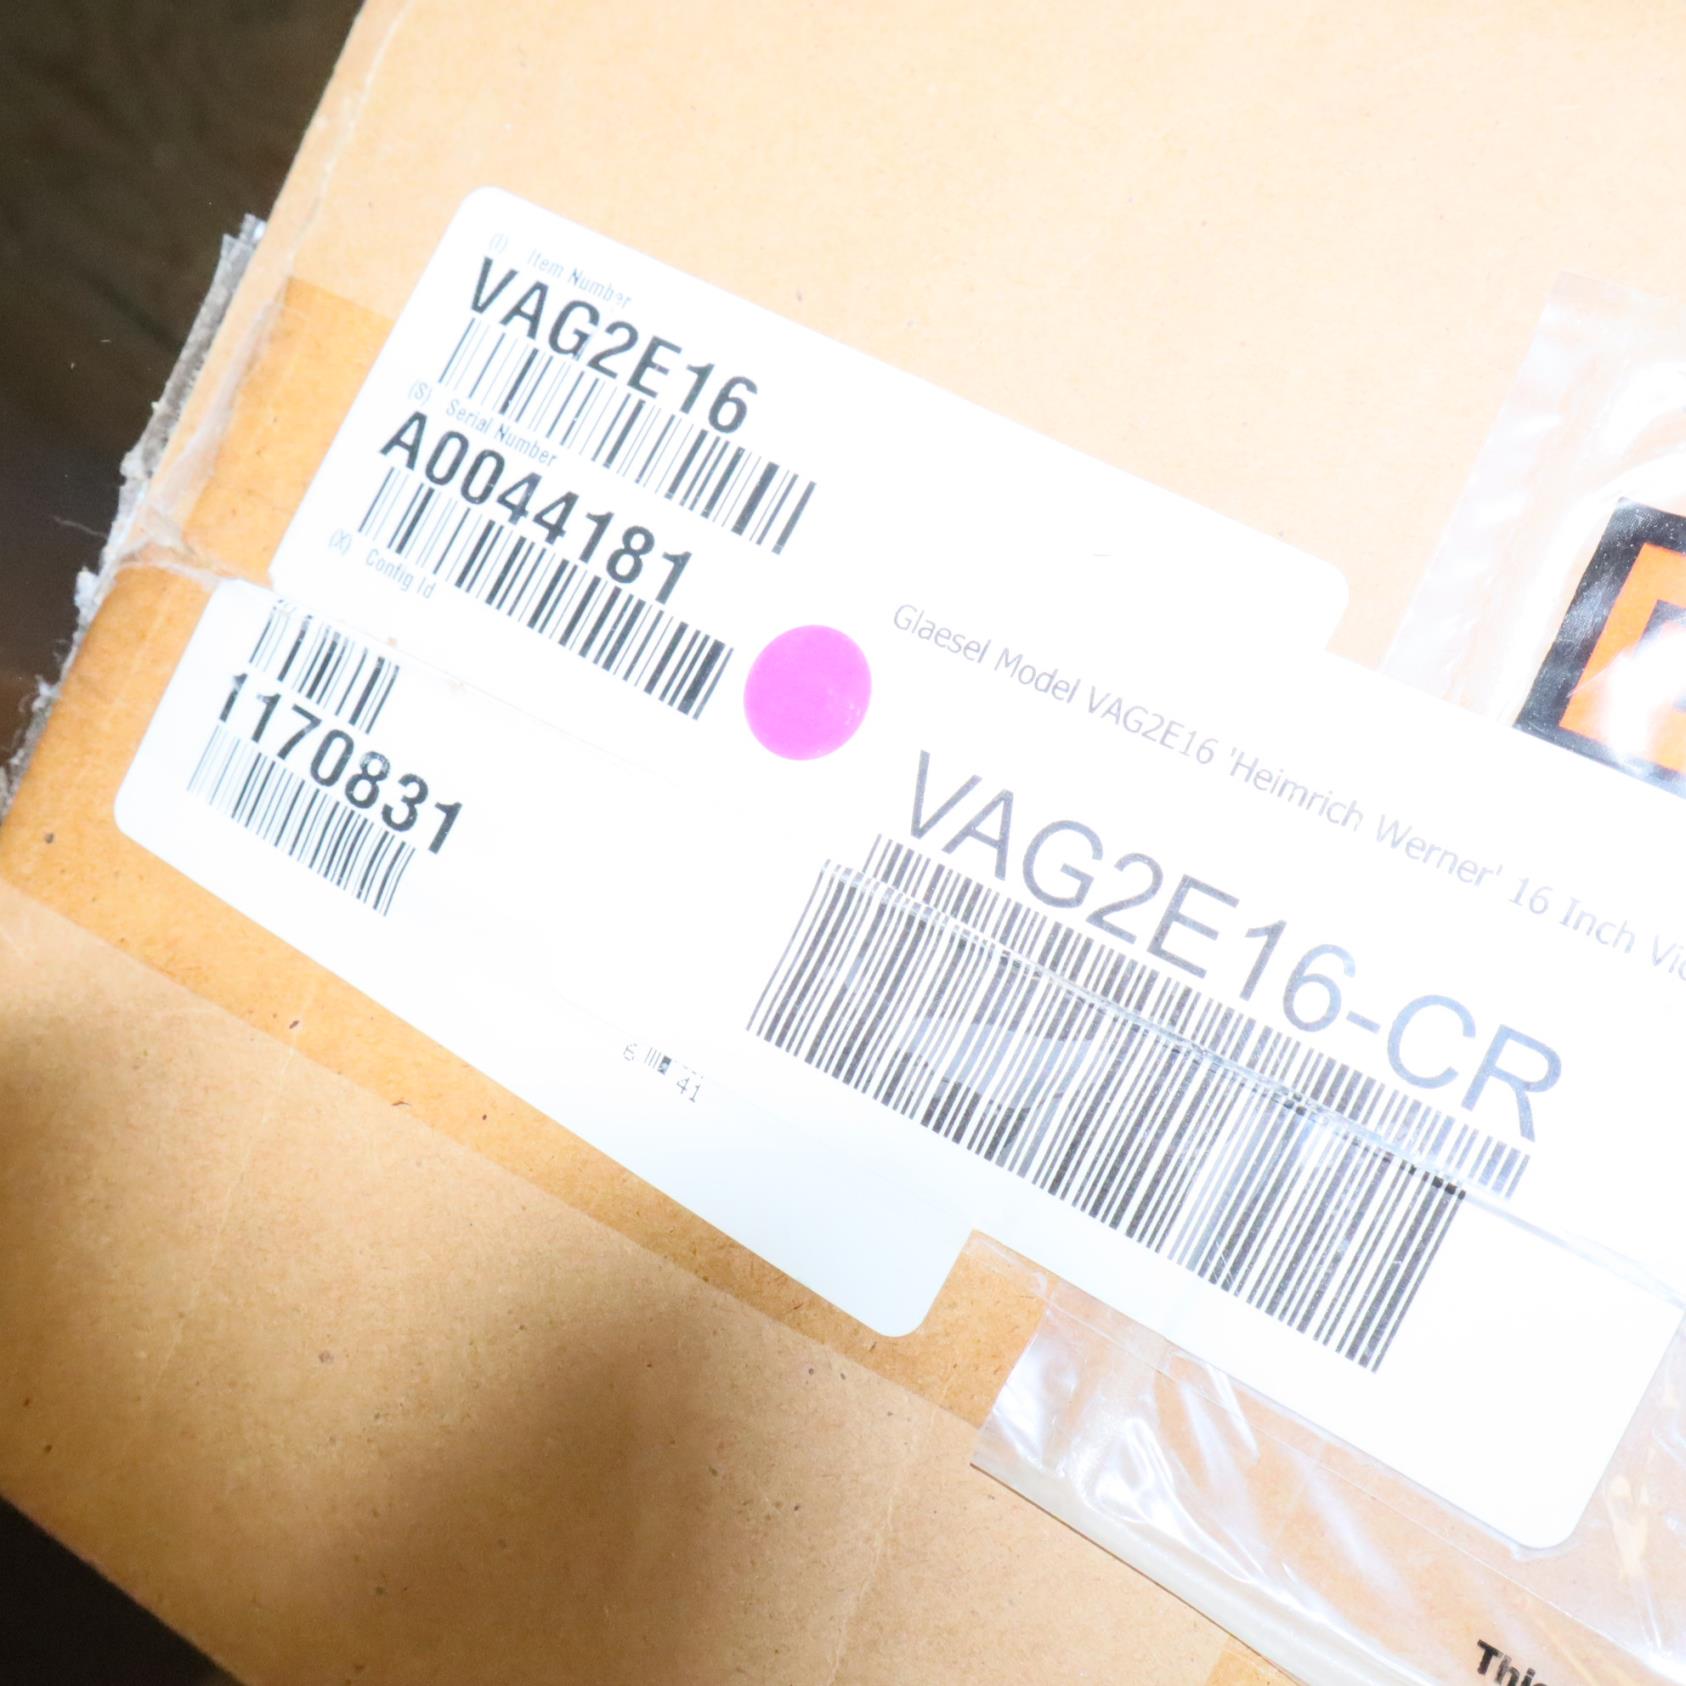 (I) Item Number
VAG2E16
(S) Serial Number
A0044181
(X) Config Id
1170831
Glaesel Model VAG2E16 'Heimrich Werner' 16 Inch
VAG2E16-CR
41